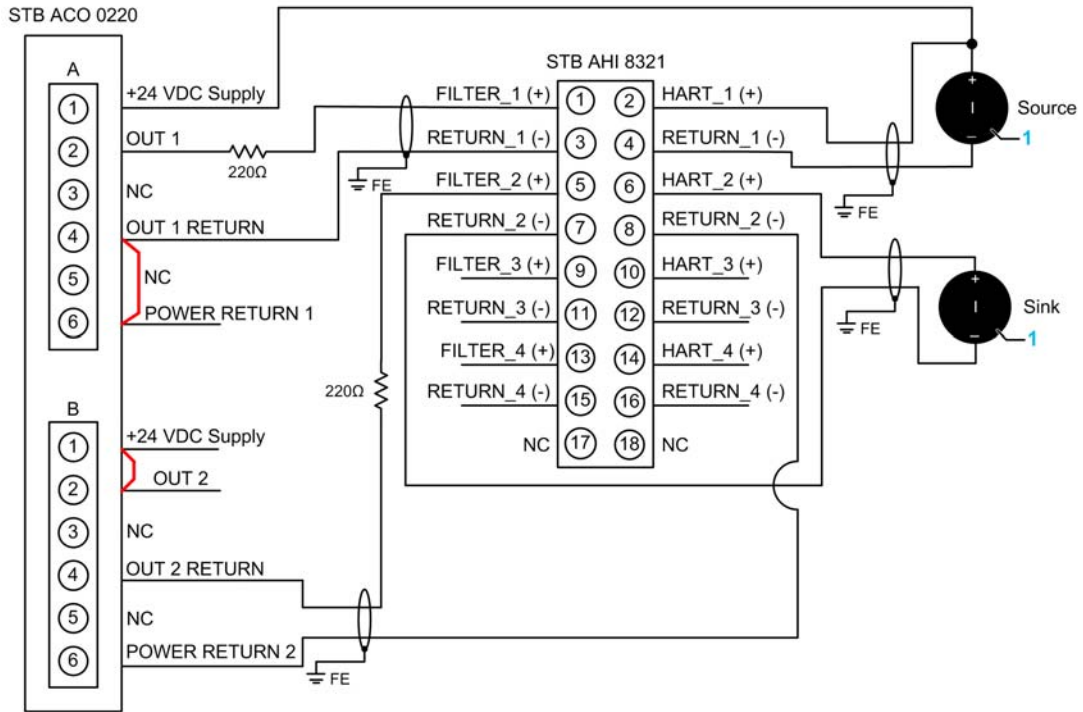 STB ACO 0220
A
1 +24 VDC Supply
2 OUT 1
220Ω
3 NC
4 OUT 1 RETURN
5 NC
6 POWER RETURN 1
B
1 +24 VDC Supply
2 OUT 2
3 NC
4 OUT 2 RETURN
5 NC
6 POWER RETURN 2
FE
220Ω
FE
STB AHI 8321
FILTER_1 (+) 1 2 HART_1 (+)
RETURN_1 (-) 3 4 RETURN_1 (-)
FILTER_2 (+) 5 6 HART_2 (+)
RETURN_2 (-) 7 8 RETURN_2 (-)
FILTER_3 (+) 9 10 HART_3 (+)
RETURN_3 (-) 11 12 RETURN_3 (-)
FILTER_4 (+) 13 14 HART_4 (+)
RETURN_4 (-) 15 16 RETURN_4 (-)
NC 17 18 NC
+
I
–
Source
1
FE
+
I
–
Sink
1
FE